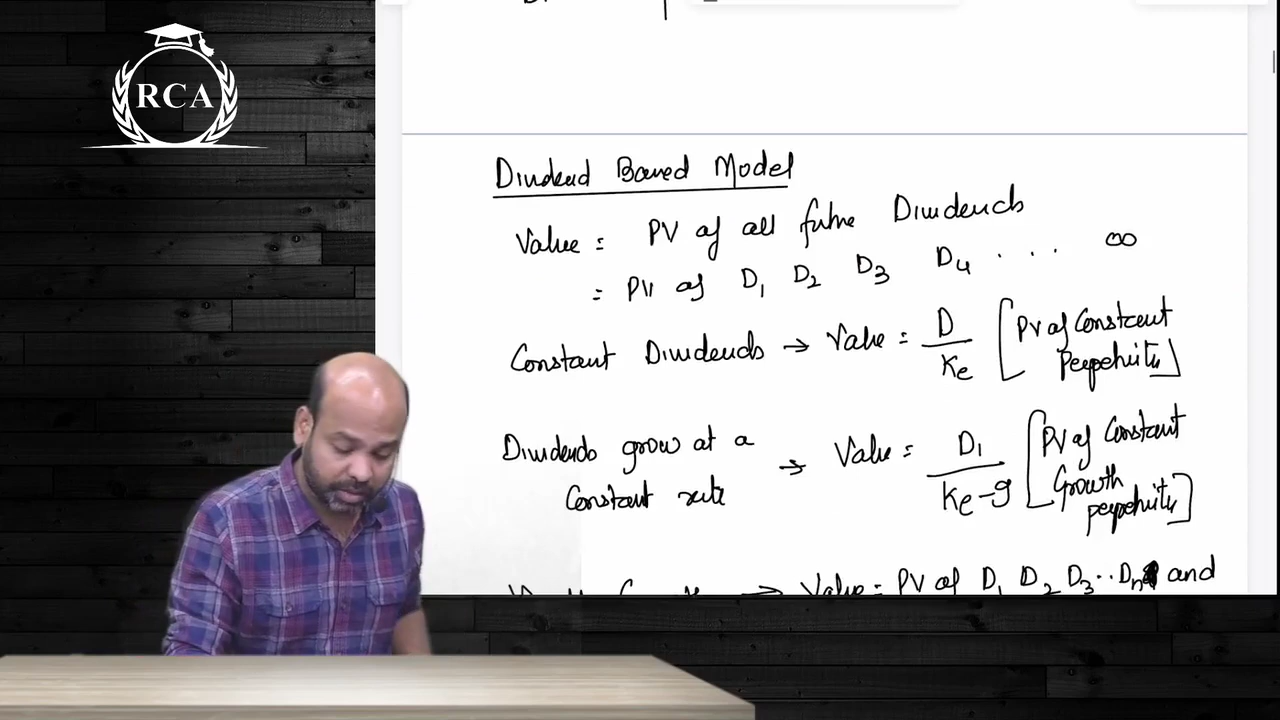 RCA
Dividend Based Model
Value = PV of all future Dividends
= PV of D1 D2 D3 D4 . . . ∞
Constant Dividends → Value = D/Ke [PV of Constant Perpetuity]
Dividends grow at a Constant rate → Value = D1/Ke-g [PV of Constant Growth perpetuity]
→ Value = PV of D1 D2 D3 .. Dn and